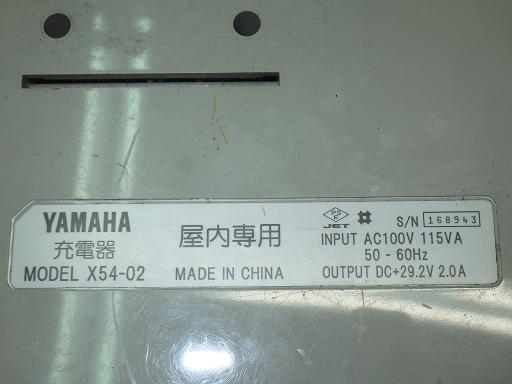 YAMAHA
充電器
MODEL X54-02
屋内専用
MADE IN CHINA
JET
S/N 168943
INPUT AC100V 115VA
50 - 60Hz
OUTPUT DC+29.2V 2.0A